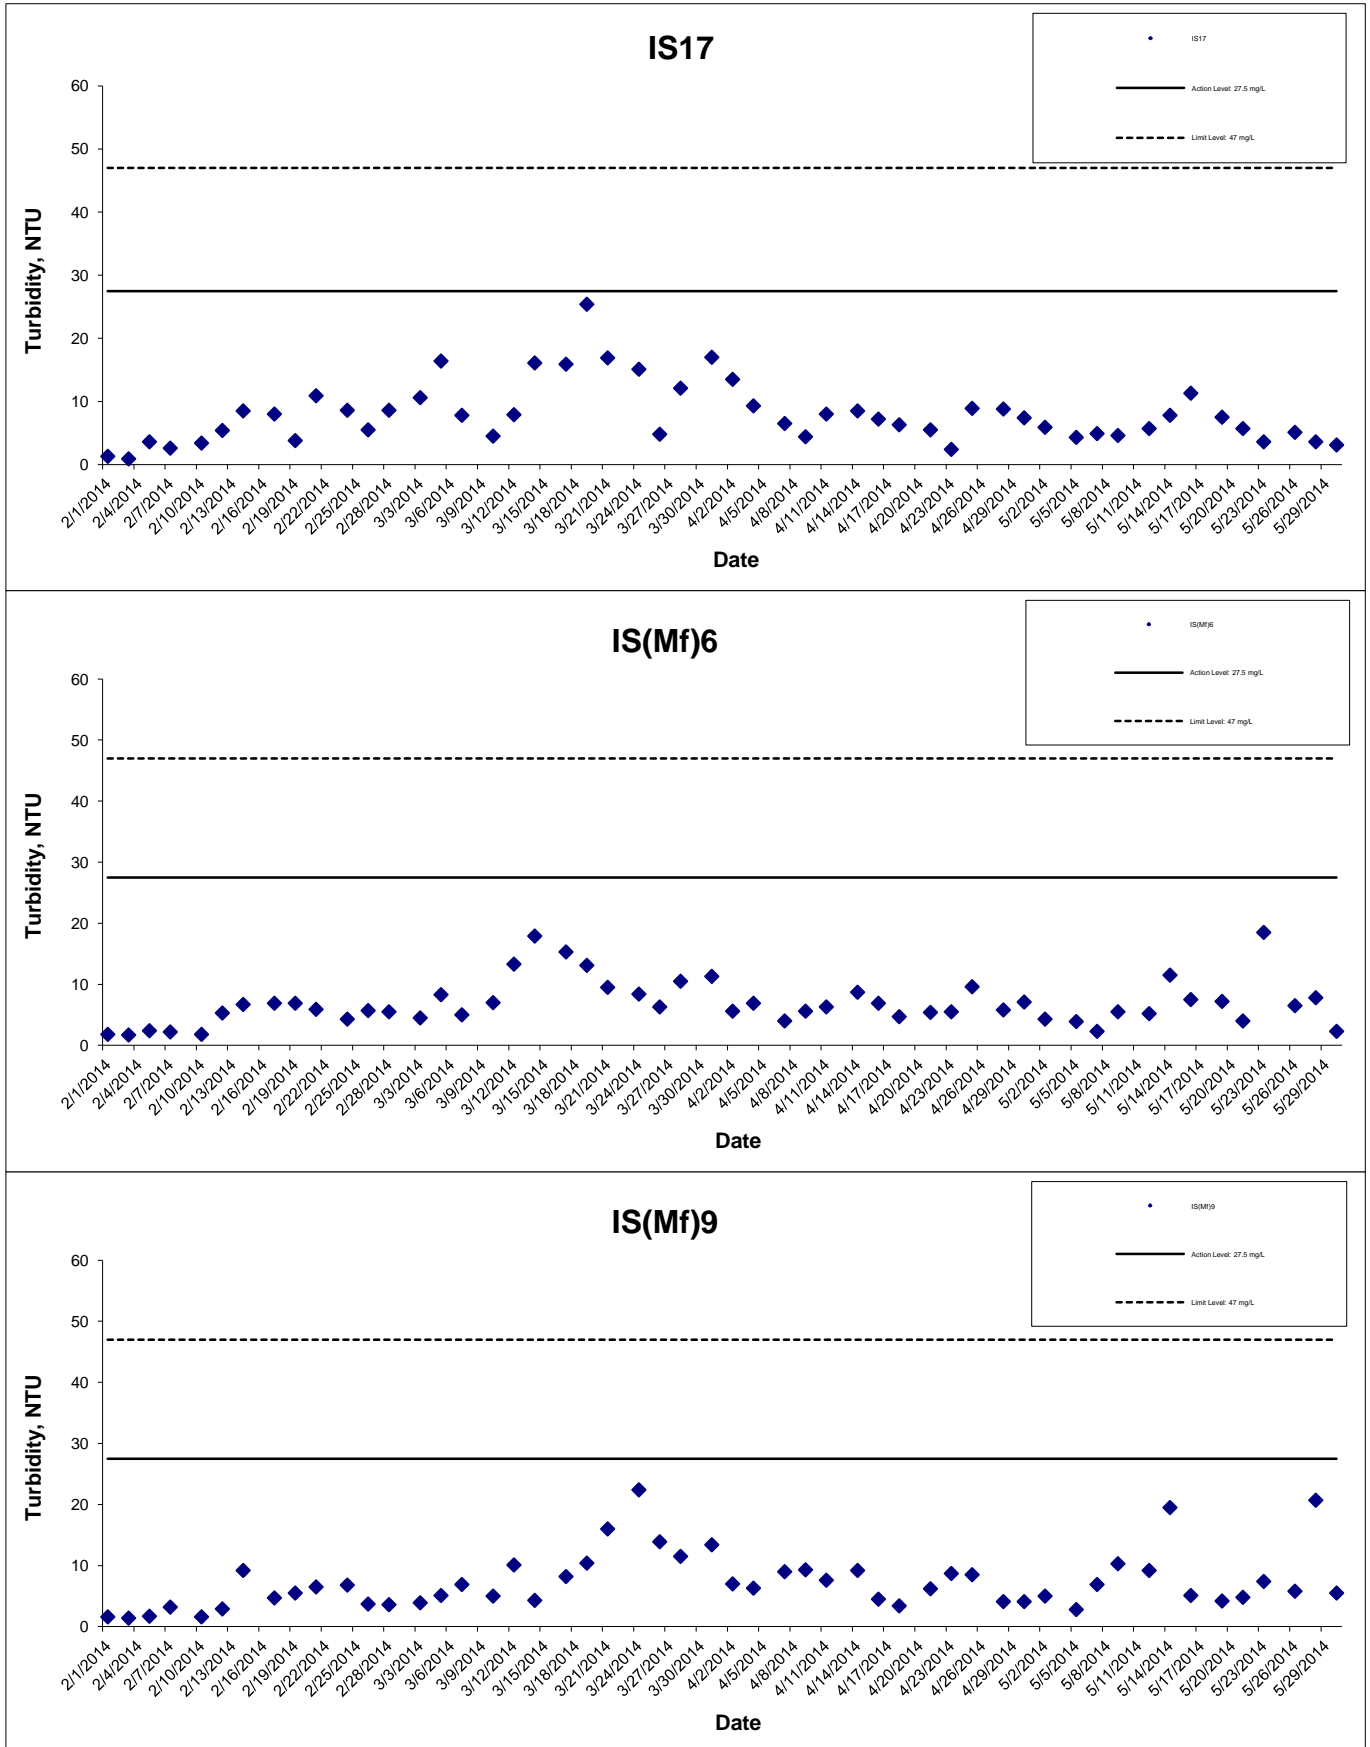 IS17
IS17
Action Level: 27.5 mg/L
Limit Level: 47 mg/L
60
50
40
30
20
10
0
Turbidity, NTU
2/1/2014 2/4/2014 2/7/2014 2/10/2014 2/13/2014 2/16/2014 2/19/2014 2/22/2014 2/25/2014 2/28/2014 3/3/2014 3/6/2014 3/9/2014 3/12/2014 3/15/2014 3/18/2014 3/21/2014 3/24/2014 3/27/2014 3/30/2014 4/2/2014 4/5/2014 4/8/2014 4/11/2014 4/14/2014 4/17/2014 4/20/2014 4/23/2014 4/26/2014 4/29/2014 5/2/2014 5/5/2014 5/8/2014 5/11/2014 5/14/2014 5/17/2014 5/20/2014 5/23/2014 5/26/2014 5/29/2014
Date
IS(Mf)6
IS(Mf)6
Action Level: 27.5 mg/L
Limit Level: 47 mg/L
60
50
40
30
20
10
0
Turbidity, NTU
2/1/2014 2/4/2014 2/7/2014 2/10/2014 2/13/2014 2/16/2014 2/19/2014 2/22/2014 2/25/2014 2/28/2014 3/3/2014 3/6/2014 3/9/2014 3/12/2014 3/15/2014 3/18/2014 3/21/2014 3/24/2014 3/27/2014 3/30/2014 4/2/2014 4/5/2014 4/8/2014 4/11/2014 4/14/2014 4/17/2014 4/20/2014 4/23/2014 4/26/2014 4/29/2014 5/2/2014 5/5/2014 5/8/2014 5/11/2014 5/14/2014 5/17/2014 5/20/2014 5/23/2014 5/26/2014 5/29/2014
Date
IS(Mf)9
IS(Mf)9
Action Level: 27.5 mg/L
Limit Level: 47 mg/L
60
50
40
30
20
10
0
Turbidity, NTU
2/1/2014 2/4/2014 2/7/2014 2/10/2014 2/13/2014 2/16/2014 2/19/2014 2/22/2014 2/25/2014 2/28/2014 3/3/2014 3/6/2014 3/9/2014 3/12/2014 3/15/2014 3/18/2014 3/21/2014 3/24/2014 3/27/2014 3/30/2014 4/2/2014 4/5/2014 4/8/2014 4/11/2014 4/14/2014 4/17/2014 4/20/2014 4/23/2014 4/26/2014 4/29/2014 5/2/2014 5/5/2014 5/8/2014 5/11/2014 5/14/2014 5/17/2014 5/20/2014 5/23/2014 5/26/2014 5/29/2014
Date